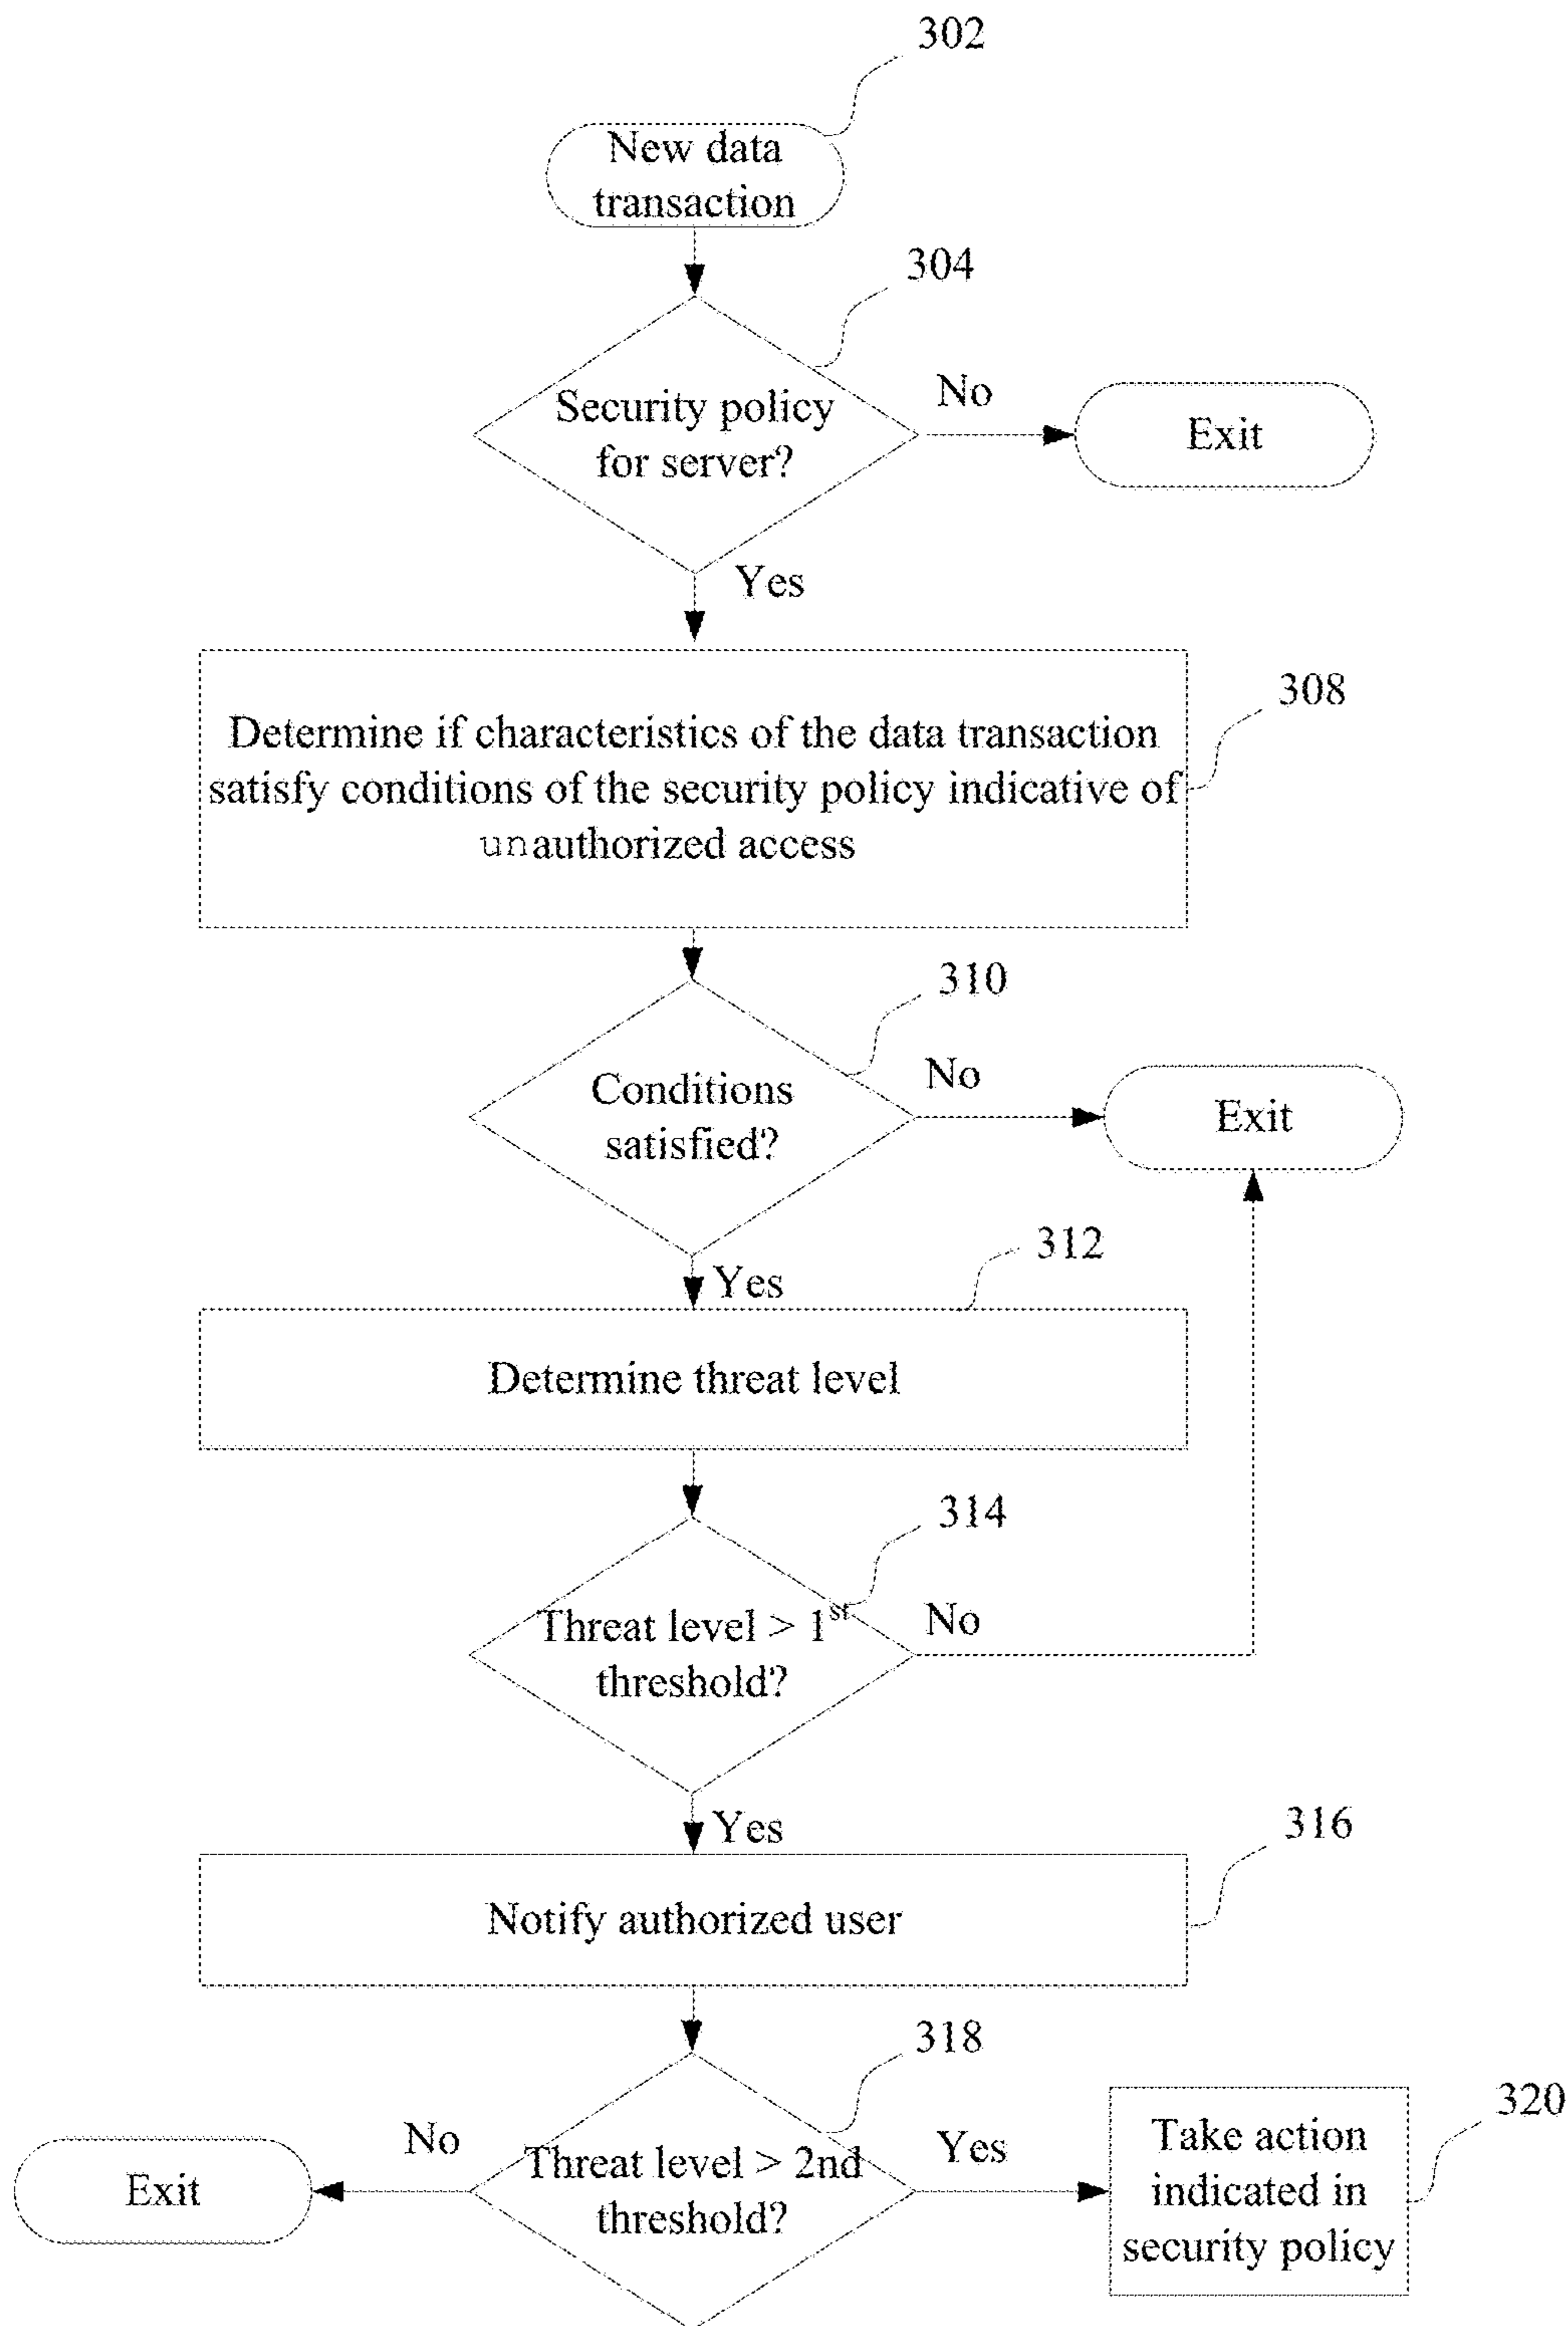 302
New data
transaction
304
Security policy
for server?
No
Exit
Yes
308
Determine if characteristics of the data transaction
satisfy conditions of the security policy indicative of
unauthorized access
310
Conditions
satisfied?
No
Exit
312
Yes
Determine threat level
314
Threat level > 1st
threshold?
No
Yes
316
Notify authorized user
318
No
Threat level > 2nd
threshold?
Yes
Exit
320
Take action
indicated in
security policy